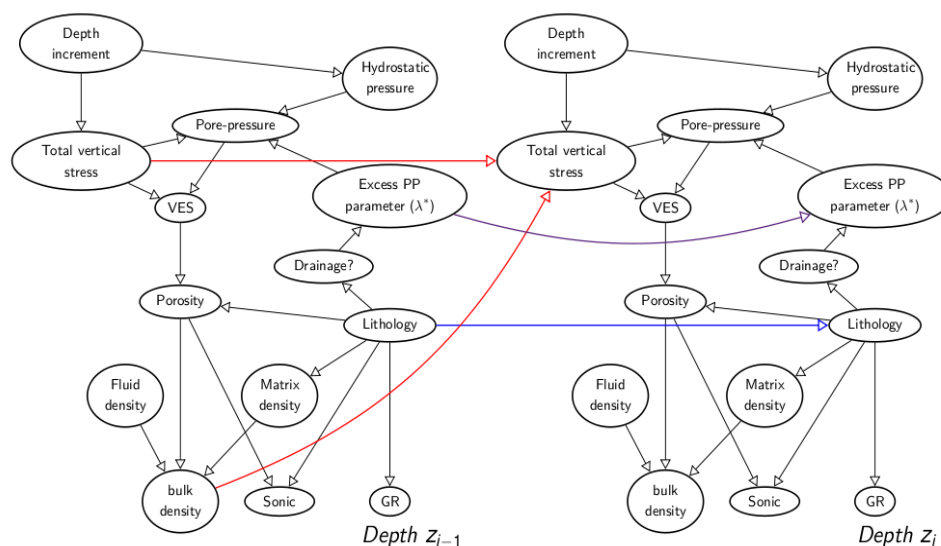 Depth
increment
Hydrostatic
pressure
Pore-pressure
Total vertical
stress
Excess PP
parameter (λ*)
VES
Drainage?
Porosity
Lithology
Fluid
density
Matrix
density
bulk
density
Sonic
GR
Depth z_{i−1}
Depth
increment
Hydrostatic
pressure
Pore-pressure
Total vertical
stress
Excess PP
parameter (λ*)
VES
Drainage?
Porosity
Lithology
Fluid
density
Matrix
density
bulk
density
Sonic
GR
Depth z_i